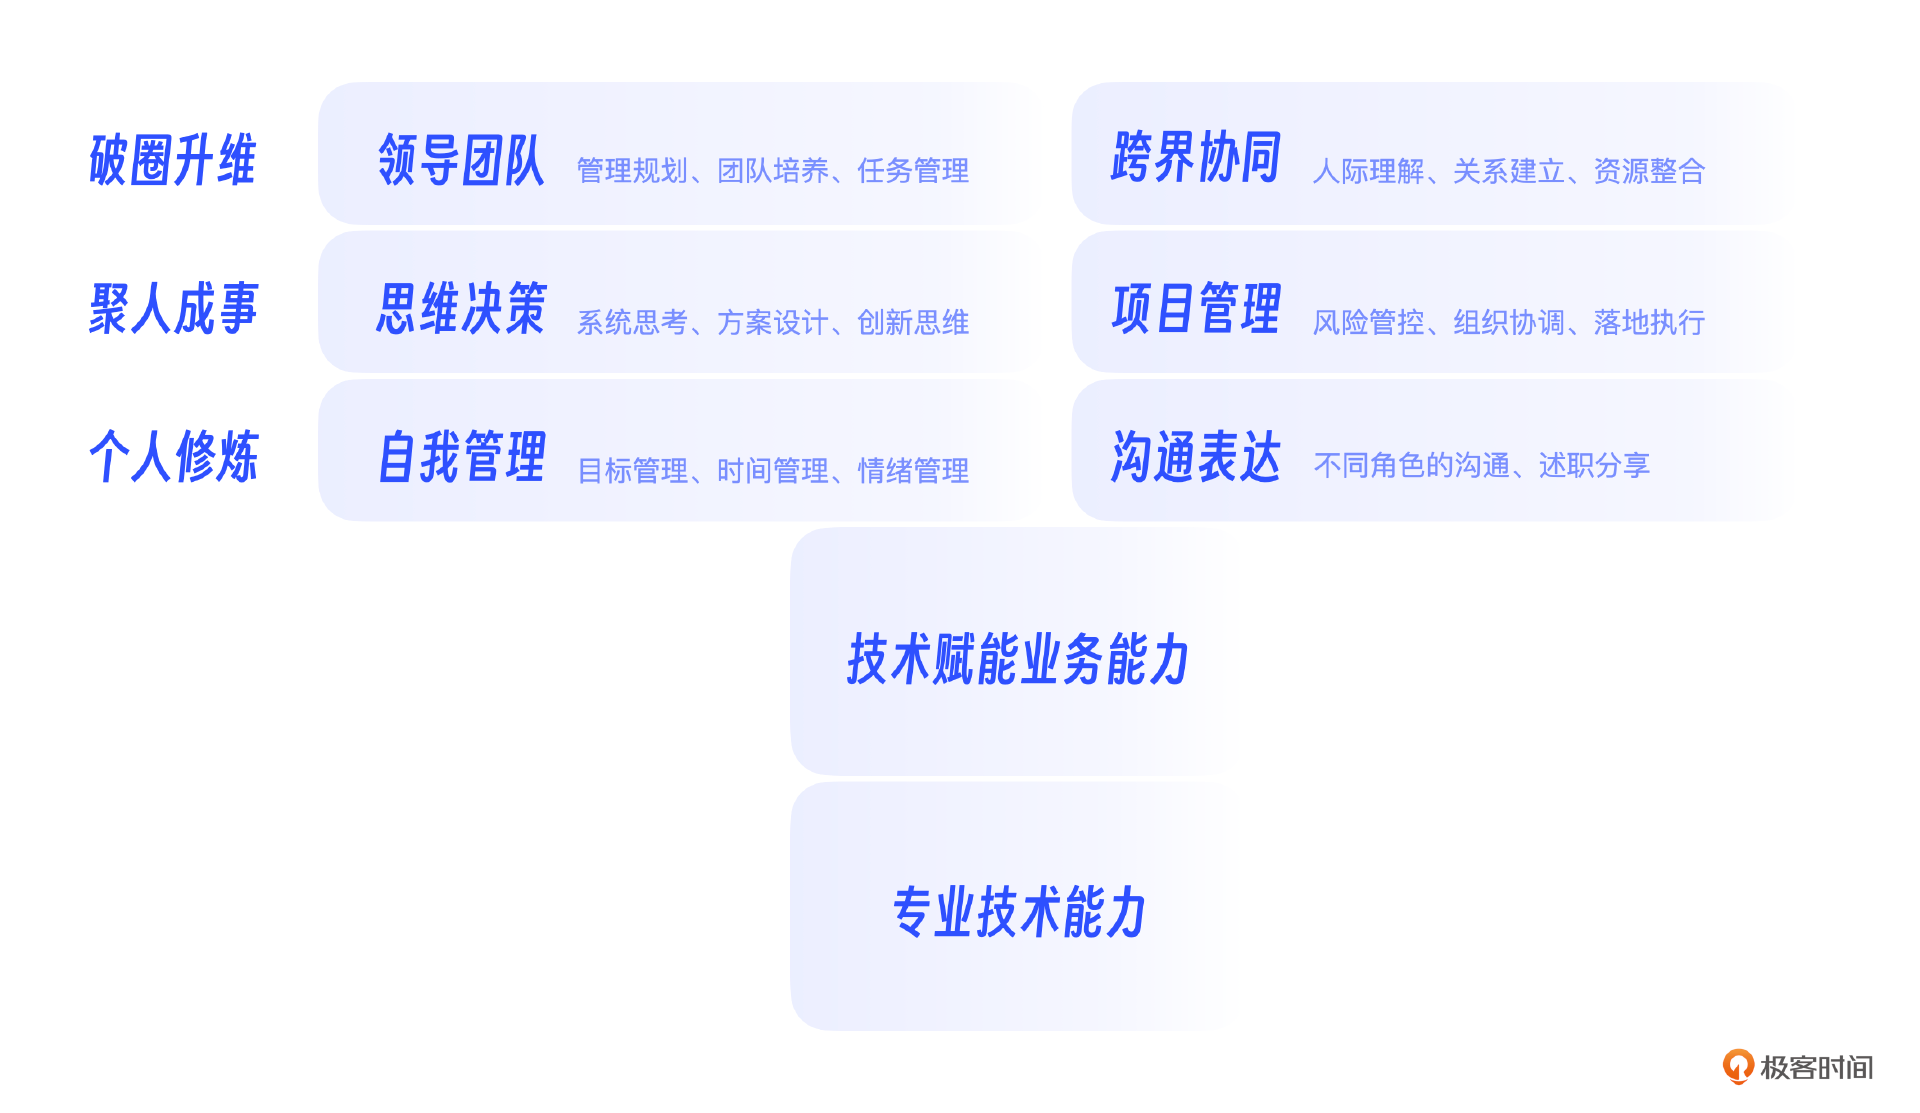 破圈升维 领导团队 管理规划、团队培养、任务管理 跨界协同 人际理解、关系建立、资源整合
聚人成事 思维决策 系统思考、方案设计、创新思维 项目管理 风险管控、组织协调、落地执行
个人修炼 自我管理 目标管理、时间管理、情绪管理 沟通表达 不同角色的沟通、述职分享
技术赋能业务能力
专业技术能力
极客时间